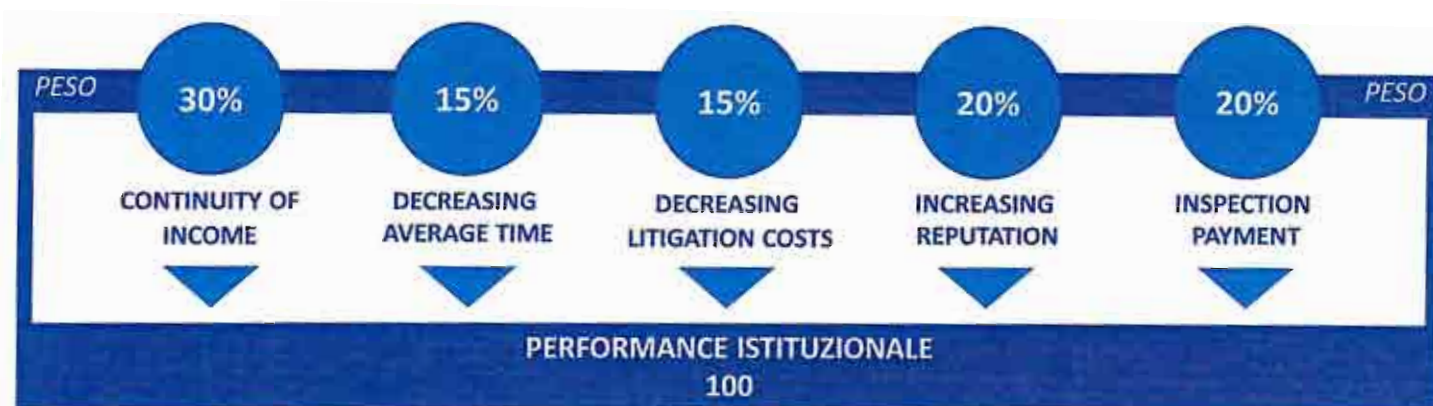 PESO
30%
15%
15%
20%
20%
PESO
CONTINUITY OF
INCOME
DECREASING
AVERAGE TIME
DECREASING
LITIGATION COSTS
INCREASING
REPUTATION
INSPECTION
PAYMENT
PERFORMANCE ISTITUZIONALE
100